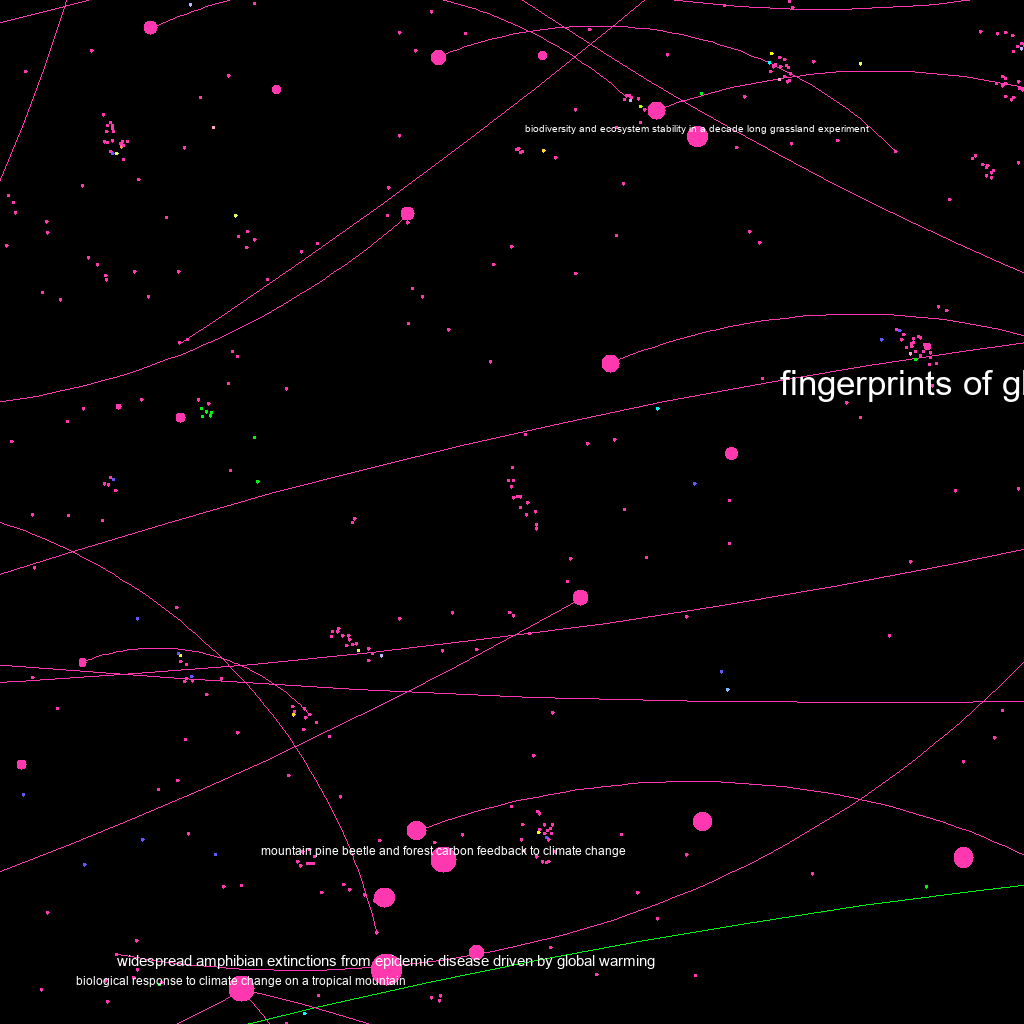 biodiversity and ecosystem stability in a decade long grassland experiment
fingerprints of gl
mountain pine beetle and forest carbon feedback to climate change
widespread amphibian extinctions from epidemic disease driven by global warming
biological response to climate change on a tropical mountain